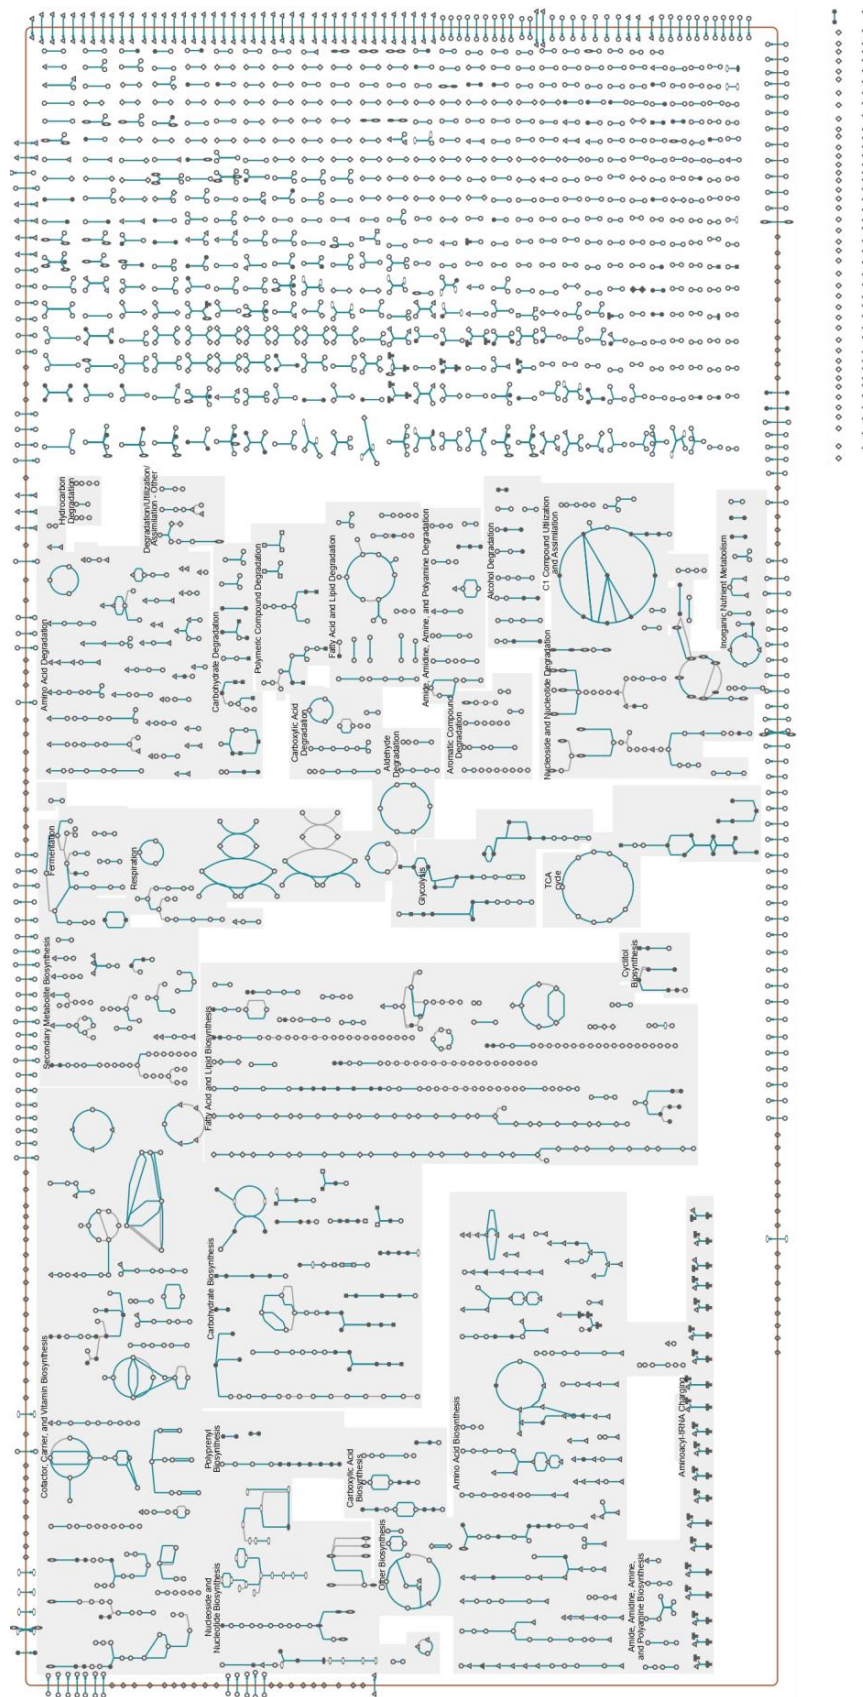 Hydrocarbon
Degradation
Degradation/Utilization/
Assimilation - Other
Amino Acid Degradation
Carbohydrate Degradation
Polymeric Compound Degradation
Fatty Acid and Lipid Degradation
Amide, Amidine, Amine, and Polyamine Degradation
Alcohol Degradation
C1 Compound Utilization
and Assimilation
Inorganic Nutrient Metabolism
Nucleoside and Nucleotide Degradation
Carboxylic Acid
Degradation
Aldehyde
Degradation
Aromatic Compound
Degradation
Fermentation
Respiration
Glycolysis
TCA
cycle
Secondary Metabolite Biosynthesis
Fatty Acid and Lipid Biosynthesis
Cyclitol
Biosynthesis
Cofactor, Carrier, and Vitamin Biosynthesis
Carbohydrate Biosynthesis
Polyprenyl
Biosynthesis
Carboxylic Acid
Biosynthesis
Amino Acid Biosynthesis
Aminoacyl-tRNA Charging
Nucleoside and
Nucleotide Biosynthesis
Other Biosynthesis
Amide, Amidine, Amine,
and Polyamine Biosynthesis